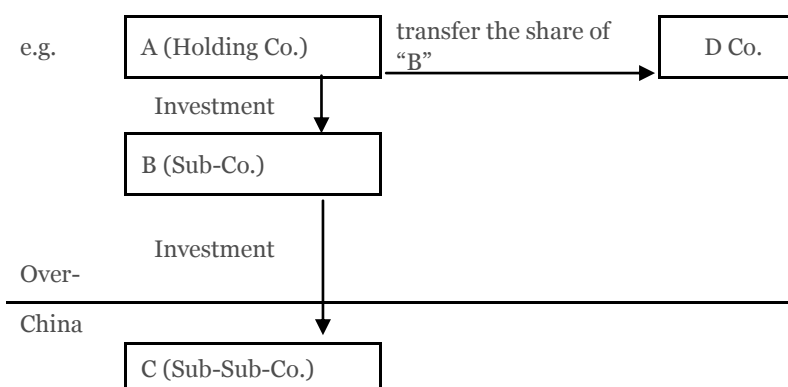 e.g.
A (Holding Co.)
transfer the share of
“B”
D Co.
Investment
B (Sub-Co.)
Investment
Over-
China
C (Sub-Sub-Co.)